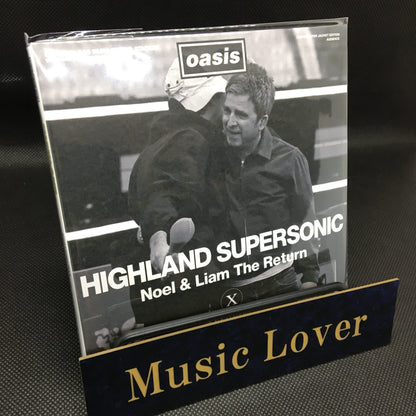 oasis
HIGHLAND SUPERSONIC
Noel & Liam The Return
X
Music Lover